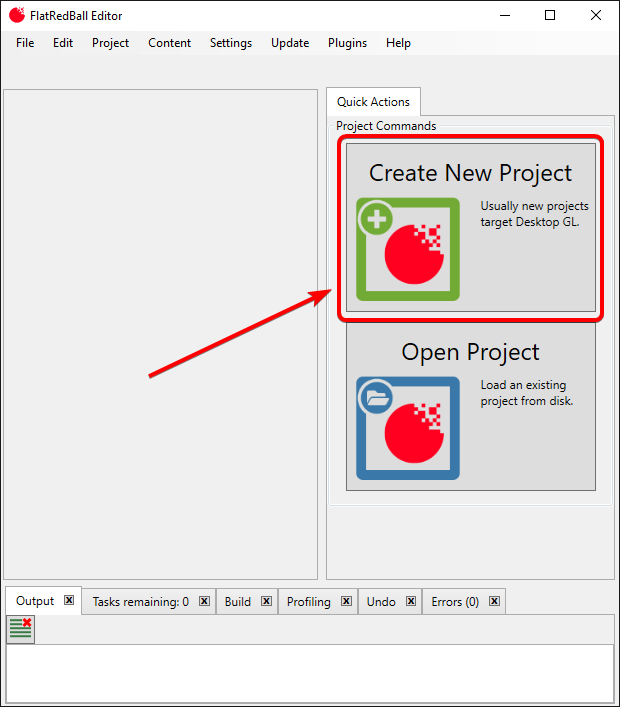 FlatRedBall Editor
File Edit Project Content Settings Update Plugins Help
Quick Actions
Project Commands
Create New Project
Usually new projects
target Desktop GL.
Open Project
Load an existing
project from disk.
Output Tasks remaining: 0 Build Profiling Undo Errors (0)